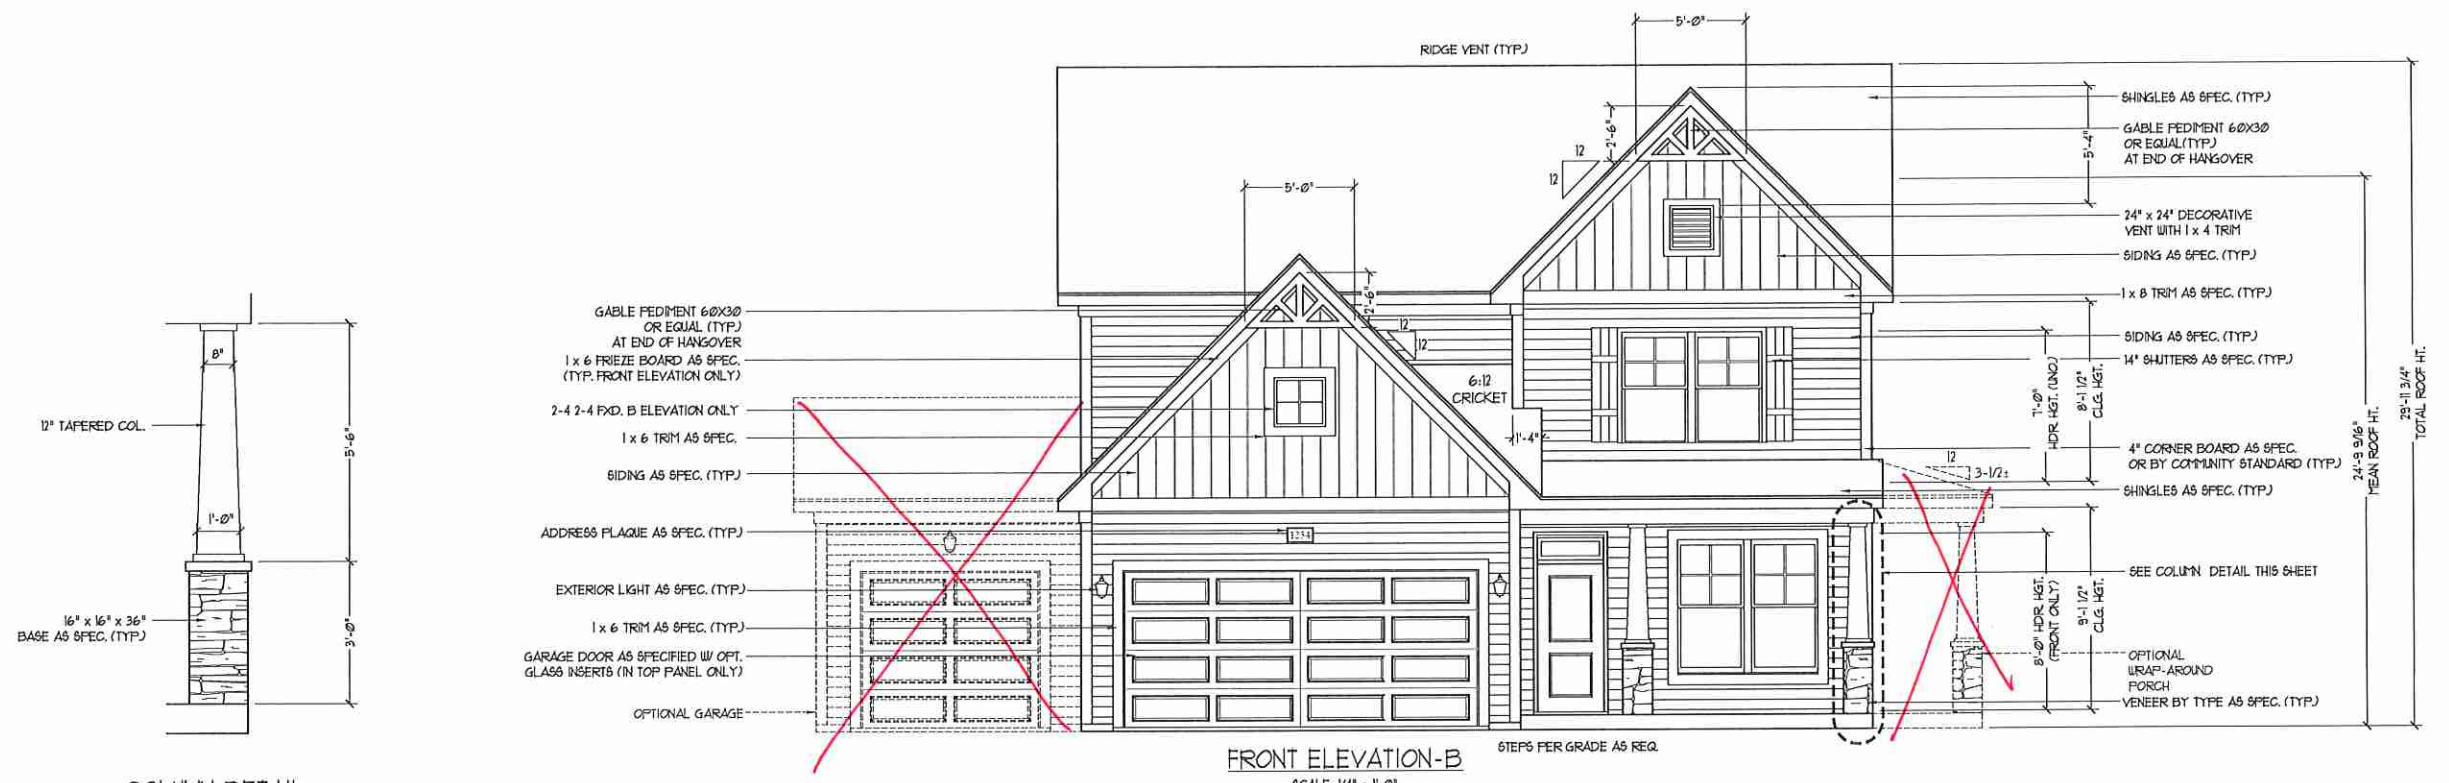 5'-0"
RIDGE VENT (TYP.)
SHINGLES AS SPEC. (TYP.)
GABLE PEDIMENT 60X30
OR EQUAL(TYP.)
AT END OF HANGOVER
2'-6"
12
12
5'-4"
5'-0"
24" x 24" DECORATIVE
VENT WITH 1 x 4 TRIM
SIDING AS SPEC. (TYP.)
1 x 8 TRIM AS SPEC. (TYP.)
SIDING AS SPEC. (TYP.)
14" SHUTTERS AS SPEC. (TYP.)
7'-0"
HDR. HGT. (UNO.)
8'-1 1/2"
CLG. HGT.
24'-9 9/16"
MEAN ROOF HT.
29'-11 3/4"
TOTAL ROOF HT.
4" CORNER BOARD AS SPEC.
OR BY COMMUNITY STANDARD (TYP.)
12
3-1/2±
SHINGLES AS SPEC. (TYP.)
SEE COLUMN DETAIL THIS SHEET
8'-0" HDR. HGT.
(FRONT ONLY)
9'-1 1/2"
CLG. HGT.
OPTIONAL
WRAP-AROUND
PORCH
VENEER BY TYPE AS SPEC. (TYP.)
GABLE PEDIMENT 60X30
OR EQUAL (TYP.)
AT END OF HANGOVER
1 x 6 FRIEZE BOARD AS SPEC.
(TYP. FRONT ELEVATION ONLY)
2-4 2-4 FXD. B ELEVATION ONLY
1 x 6 TRIM AS SPEC.
SIDING AS SPEC. (TYP.)
ADDRESS PLAQUE AS SPEC. (TYP.)
EXTERIOR LIGHT AS SPEC. (TYP.)
1 x 6 TRIM AS SPEC. (TYP.)
GARAGE DOOR AS SPECIFIED W/ OPT.
GLASS INSERTS (IN TOP PANEL ONLY)
OPTIONAL GARAGE
2'-6"
12
12
6:12
CRICKET
1'-4"
1234
8"
12" TAPERED COL.
1'-0"
5'-6"
16" x 16" x 36"
BASE AS SPEC. (TYP.)
3'-0"
STEPS PER GRADE AS REQ.
FRONT ELEVATION-B